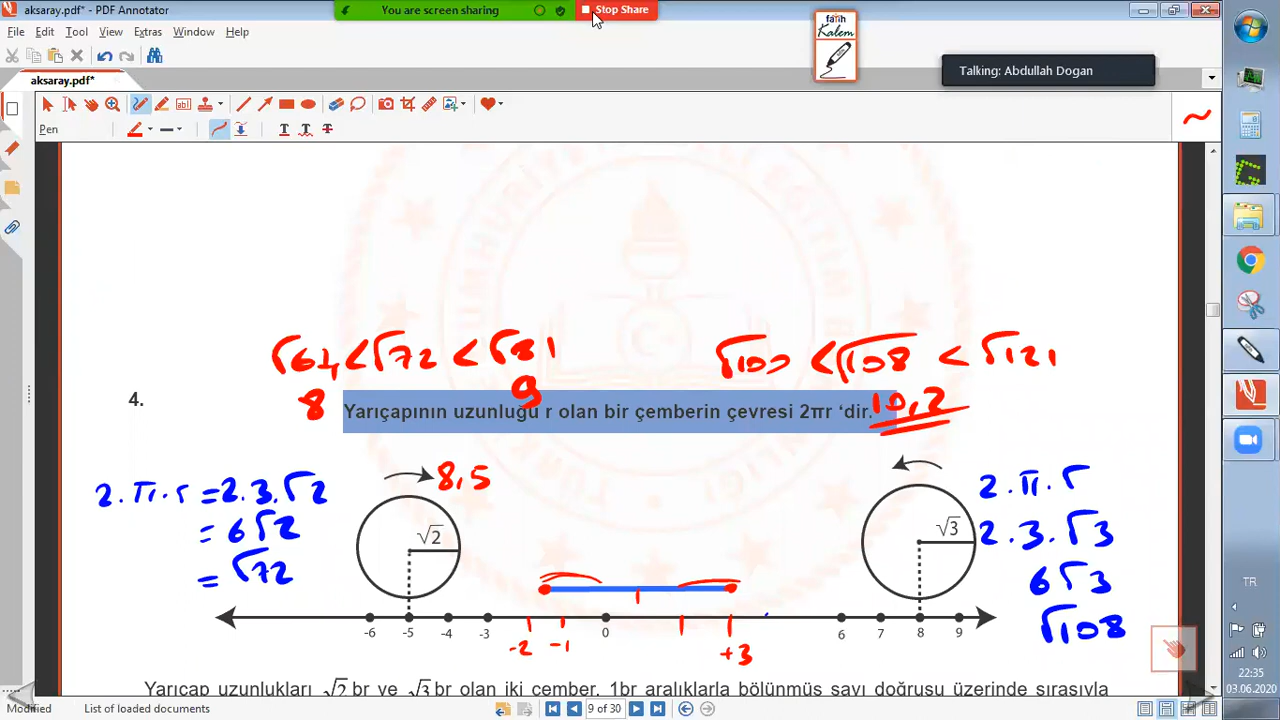 aksaray.pdf* - PDF Annotator
You are screen sharing
Stop Share
fatih
Kalem
File Edit Tool View Extras Window Help
Talking: Abdullah Dogan
aksaray.pdf*
Pen
√64 < √72 < √81
√100 < √108 < √121
8
9
10,2
4. Yarıçapının uzunluğu r olan bir çemberin çevresi 2πr 'dir.
8,5
2.π.r = 2.3.√2
= 6√2
= √72
√2
√3
2.π.r
2.3.√3
6√3
√108
-6 -5 -4 -3 0 6 7 8 9
-2 -1 +3
Yarıçap uzunlukları √2 br ve √3 br olan iki çember, 1br aralıklarla bölünmüş sayı doğrusu üzerinde sırasıyla
Modified List of loaded documents 9 of 30
TR
22:35
03.06.2020